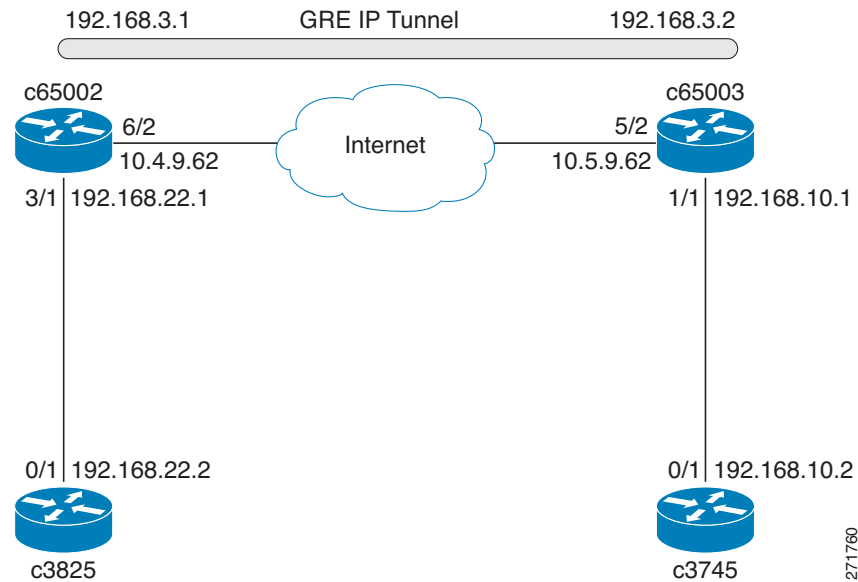 192.168.3.1 GRE IP Tunnel 192.168.3.2
c65002 c65003
6/2 Internet 5/2
10.4.9.62 10.5.9.62
3/1 192.168.22.1 1/1 192.168.10.1
0/1 192.168.22.2 0/1 192.168.10.2
c3825 c3745
271760